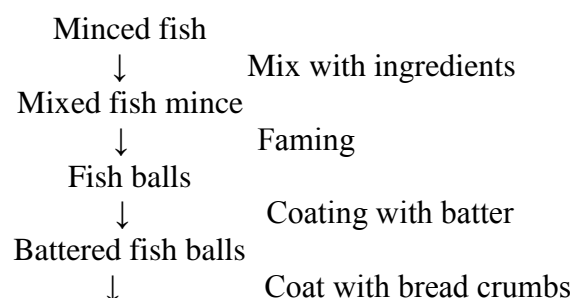 Minced fish
↓ Mix with ingredients
Mixed fish mince
↓ Faming
Fish balls
↓ Coating with batter
Battered fish balls
↓ Coat with bread crumbs